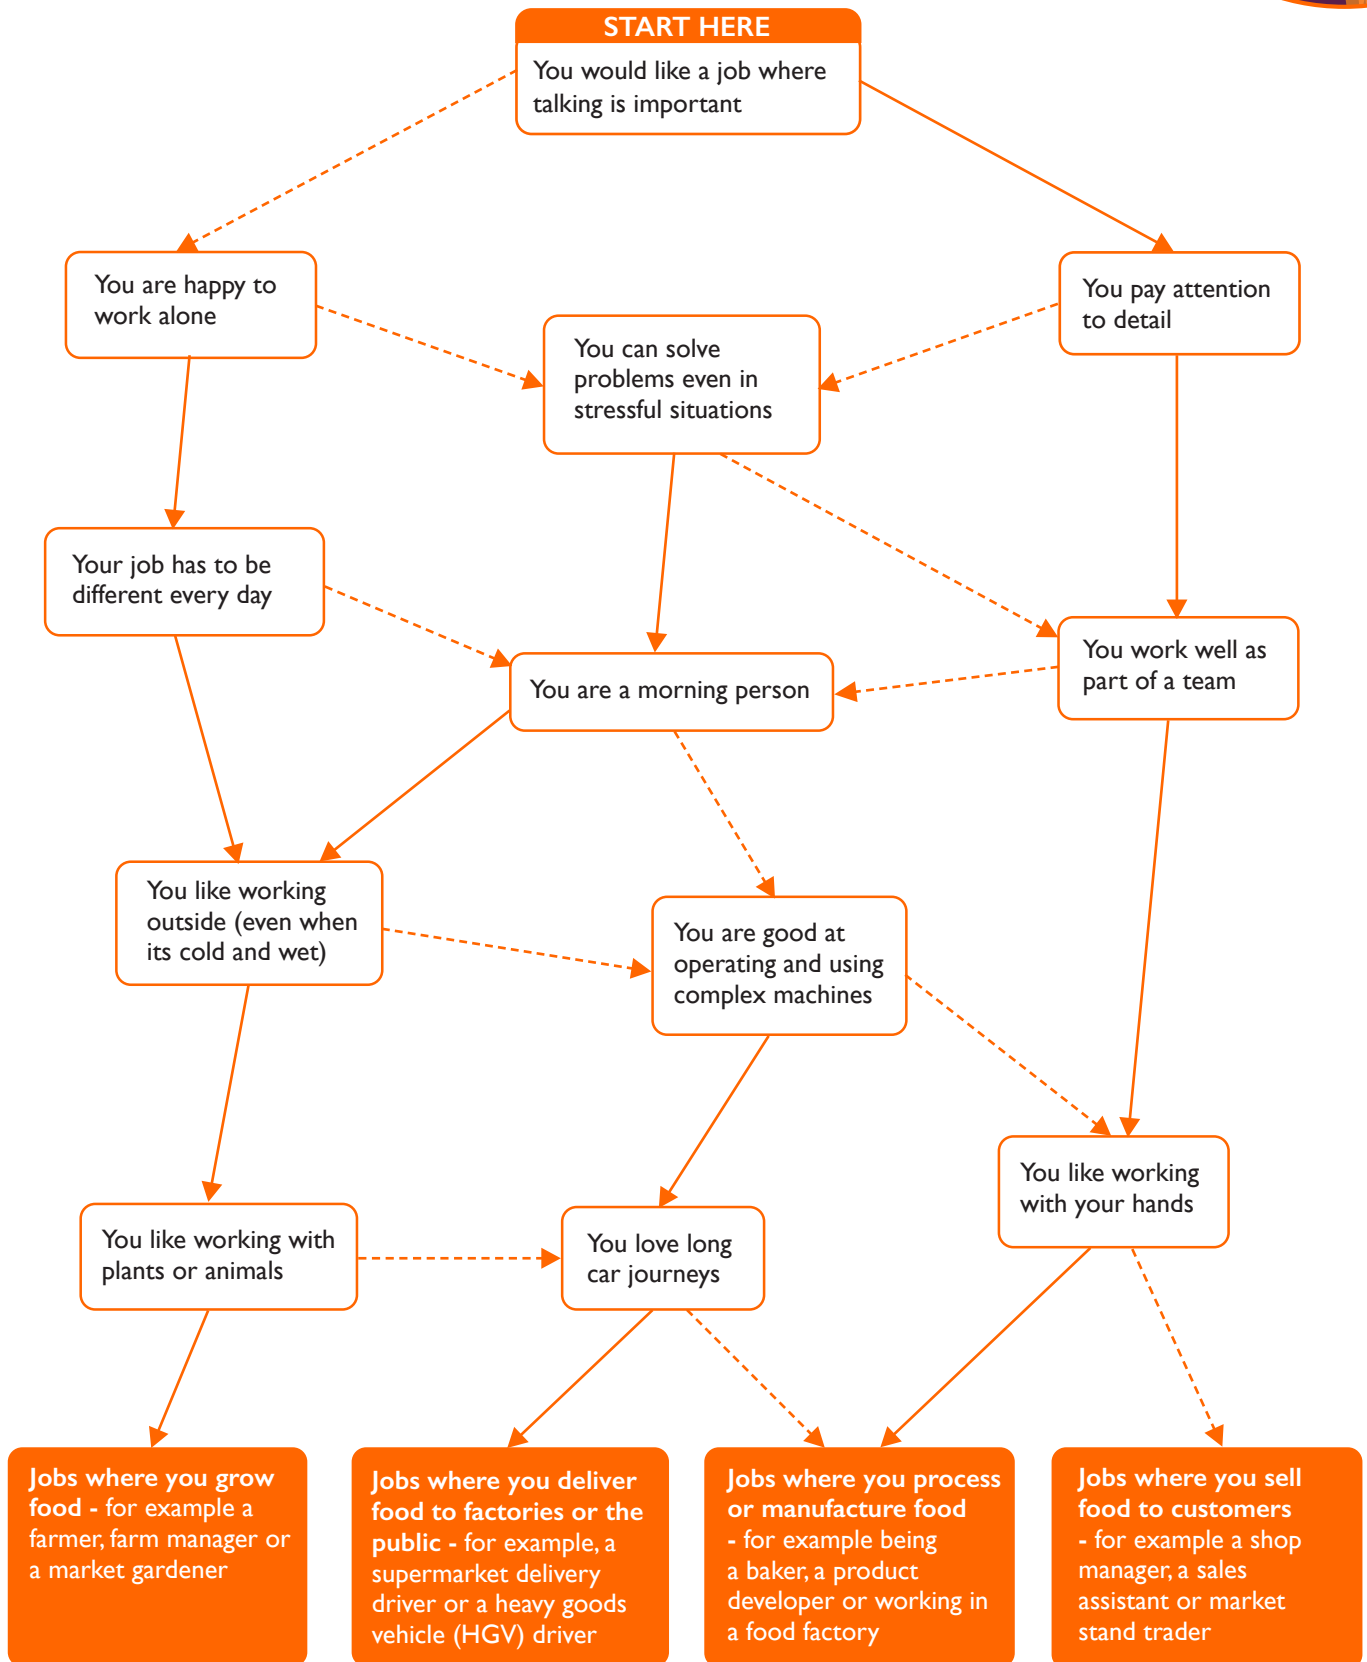 START HERE
You would like a job where
talking is important
You are happy to
work alone
You pay attention
to detail
You can solve
problems even in
stressful situations
Your job has to be
different every day
You work well as
part of a team
You are a morning person
You like working
outside (even when
its cold and wet)
You are good at
operating and using
complex machines
You like working
with your hands
You like working with
plants or animals
You love long
car journeys
Jobs where you grow
food - for example a
farmer, farm manager or
a market gardener
Jobs where you deliver
food to factories or the
public - for example, a
supermarket delivery
driver or a heavy goods
vehicle (HGV) driver
Jobs where you process
or manufacture food
- for example being
a baker, a product
developer or working in
a food factory
Jobs where you sell
food to customers
- for example a shop
manager, a sales
assistant or market
stand trader